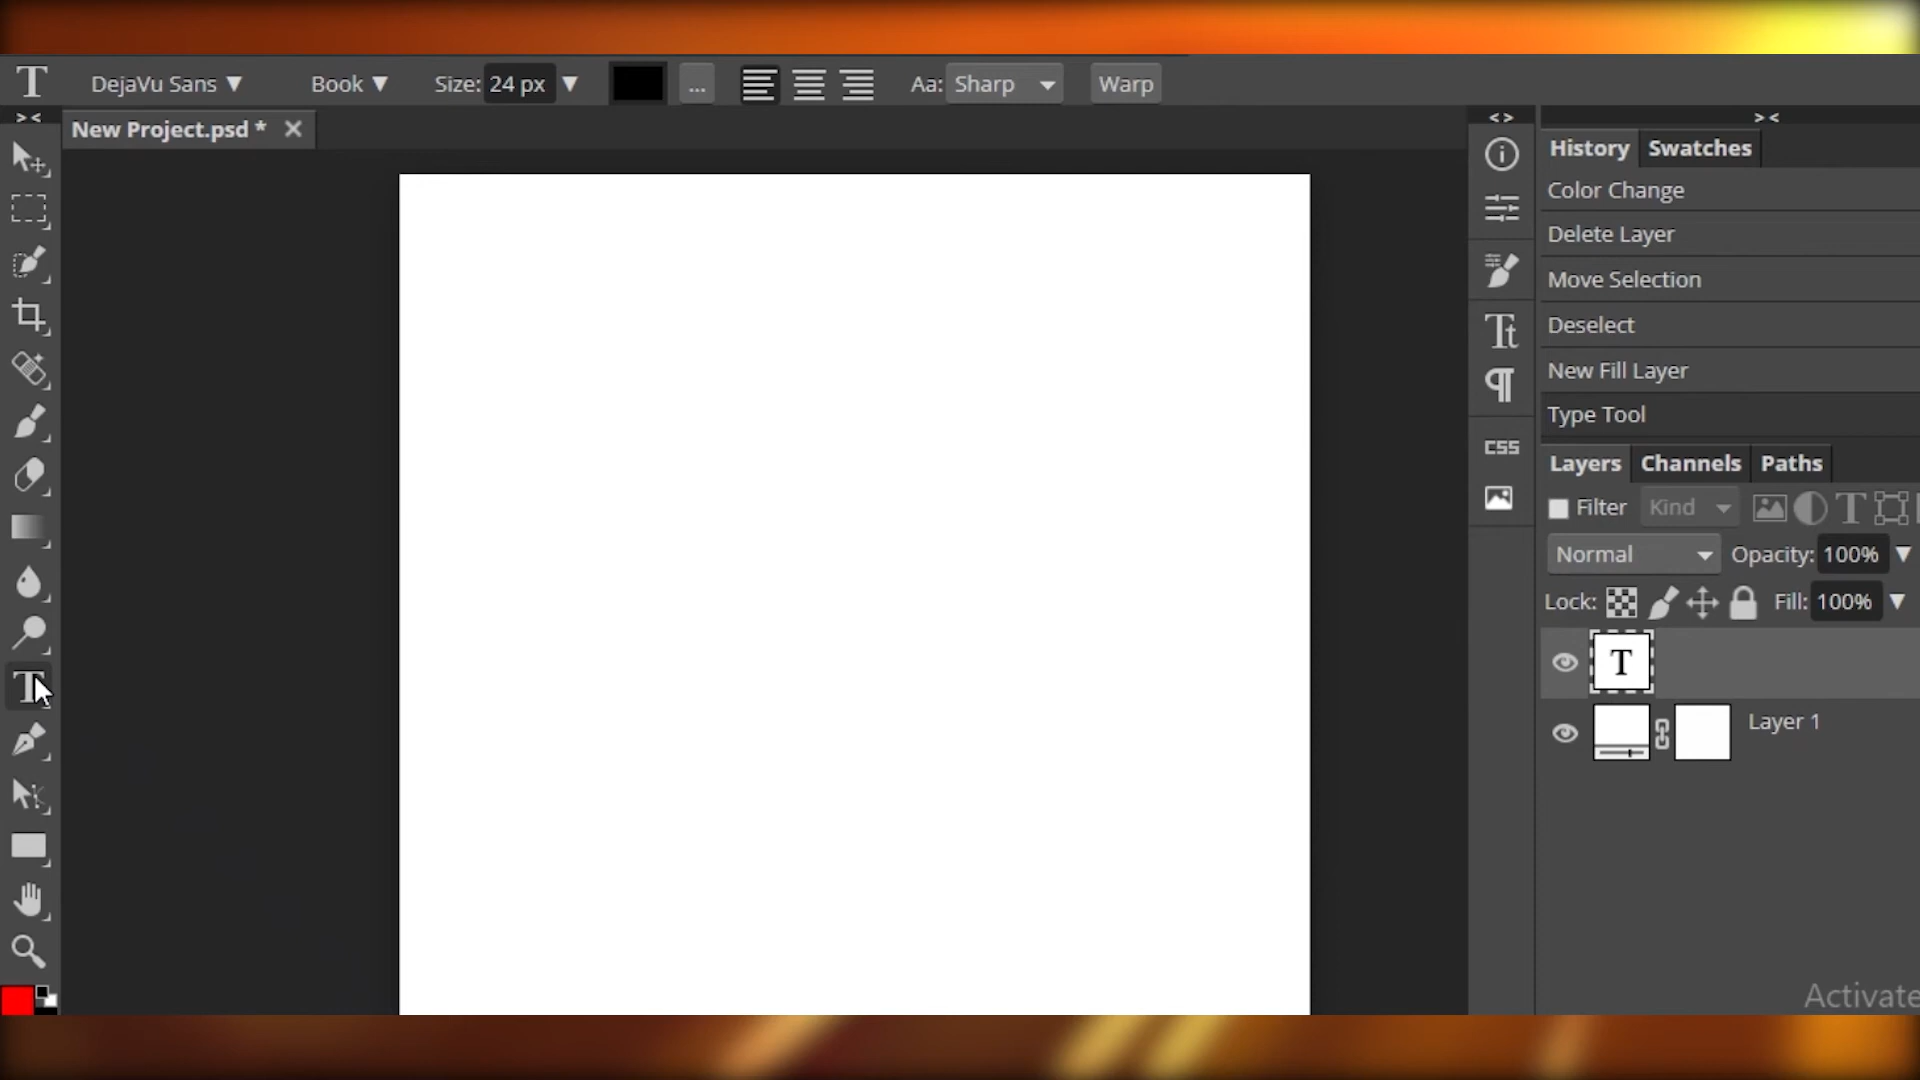 T DejaVu Sans Book Size: 24 px ... Aa: Sharp Warp
New Project.psd *
History Swatches
Color Change
Delete Layer
Move Selection
Deselect
New Fill Layer
Type Tool
CSS
Layers Channels Paths
Filter Kind T
Normal Opacity: 100%
Lock: Fill: 100%
T
Layer 1
Activate